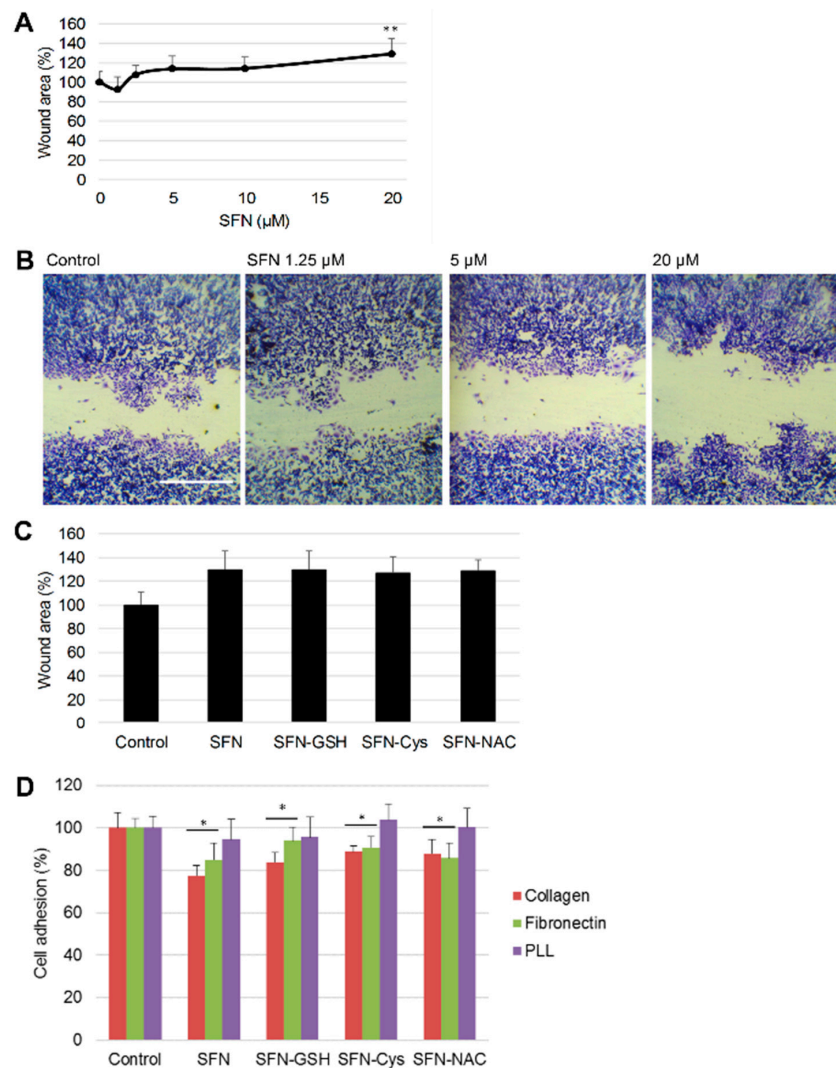 A
160
140
120
100
80
60
40
20
0
Wound area (%)
**
0 5 10 15 20
SFN (µM)
B
Control SFN 1.25 µM 5 µM 20 µM
C
160
140
120
100
80
60
40
20
0
Wound area (%)
Control SFN SFN-GSH SFN-Cys SFN-NAC
D
120
100
80
60
40
20
0
Cell adhesion (%)
* * * *
Collagen
Fibronectin
PLL
Control SFN SFN-GSH SFN-Cys SFN-NAC